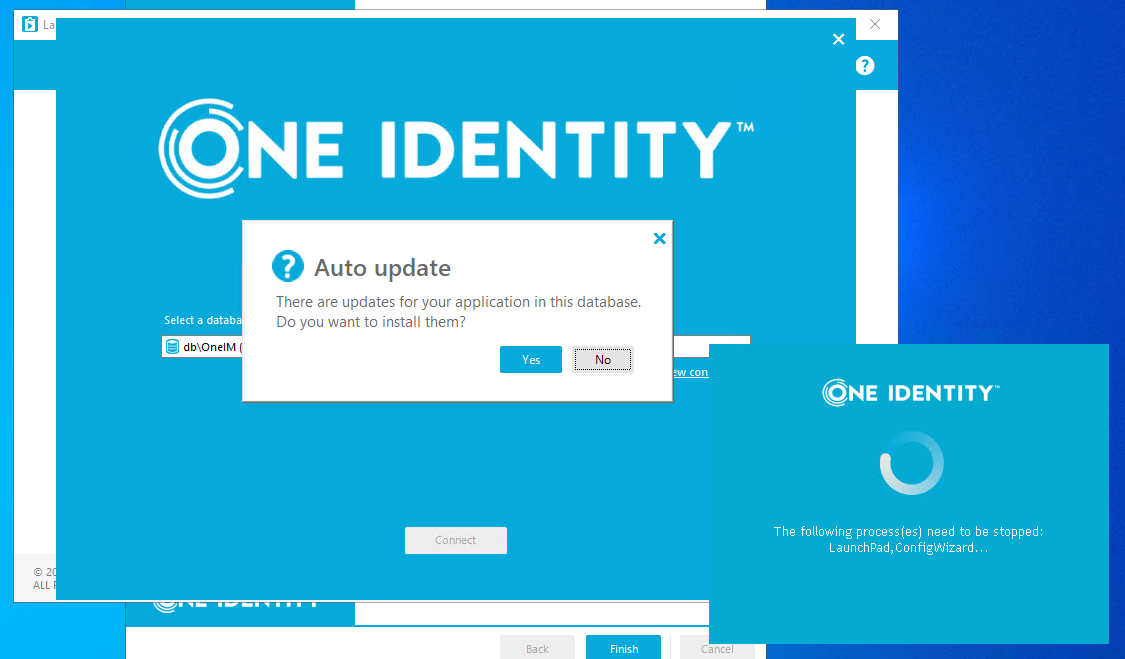 La
ONE IDENTITY™
Auto update
There are updates for your application in this database.
Do you want to install them?
Yes
No
Select a databa
db\OneIM (
ew con
Connect
ONE IDENTITY™
The following process(es) need to be stopped:
LaunchPad,ConfigWizard...
© 20
ALL
ONE IDENTITY
Back
Finish
Cancel